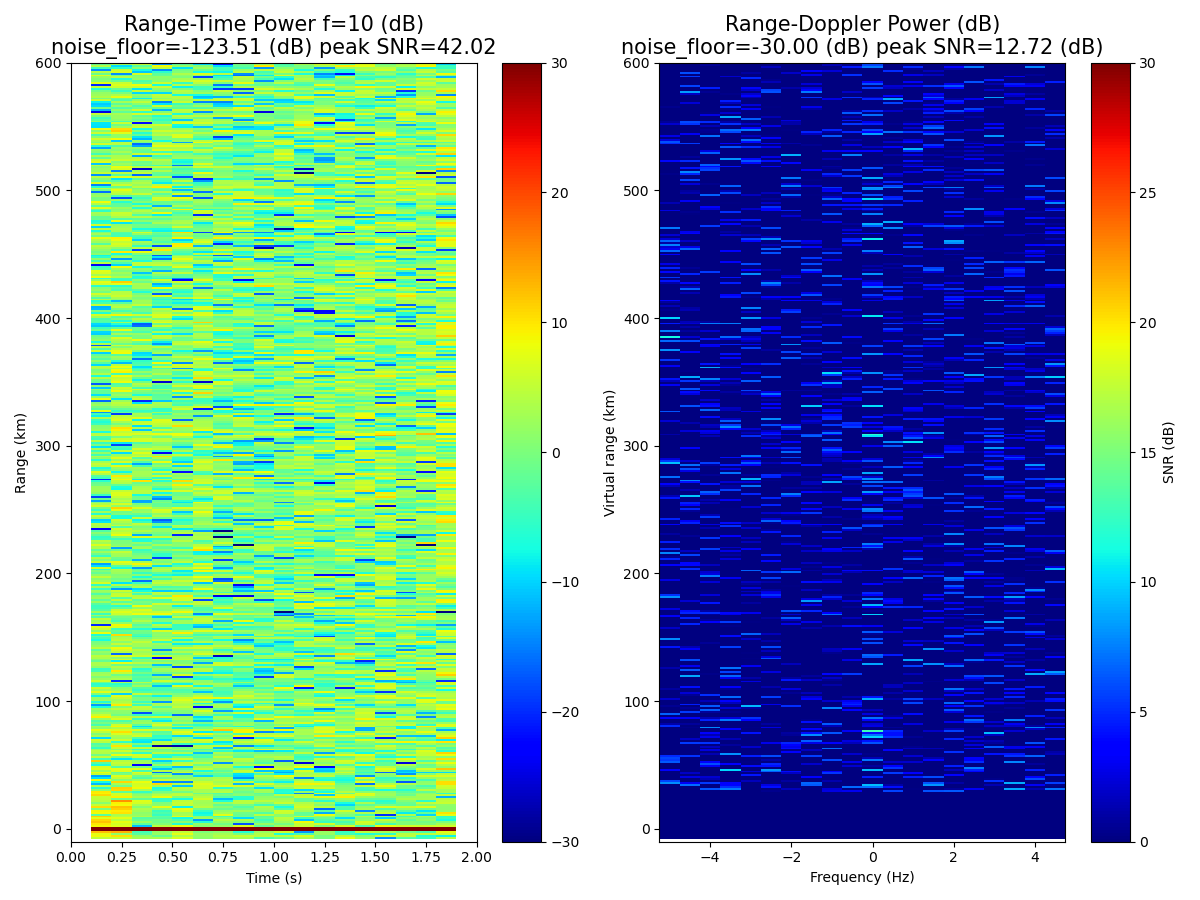 Range-Time Power f=10 (dB)
noise_floor=-123.51 (dB) peak SNR=42.02
600
500
400
300
200
100
0
Range (km)
0.00 0.25 0.50 0.75 1.00 1.25 1.50 1.75 2.00
Time (s)
30
20
10
0
−10
−20
−30
Range-Doppler Power (dB)
noise_floor=-30.00 (dB) peak SNR=12.72 (dB)
600
500
400
300
200
100
0
Virtual range (km)
−4 −2 0 2 4
Frequency (Hz)
30
25
20
15
10
5
0
SNR (dB)